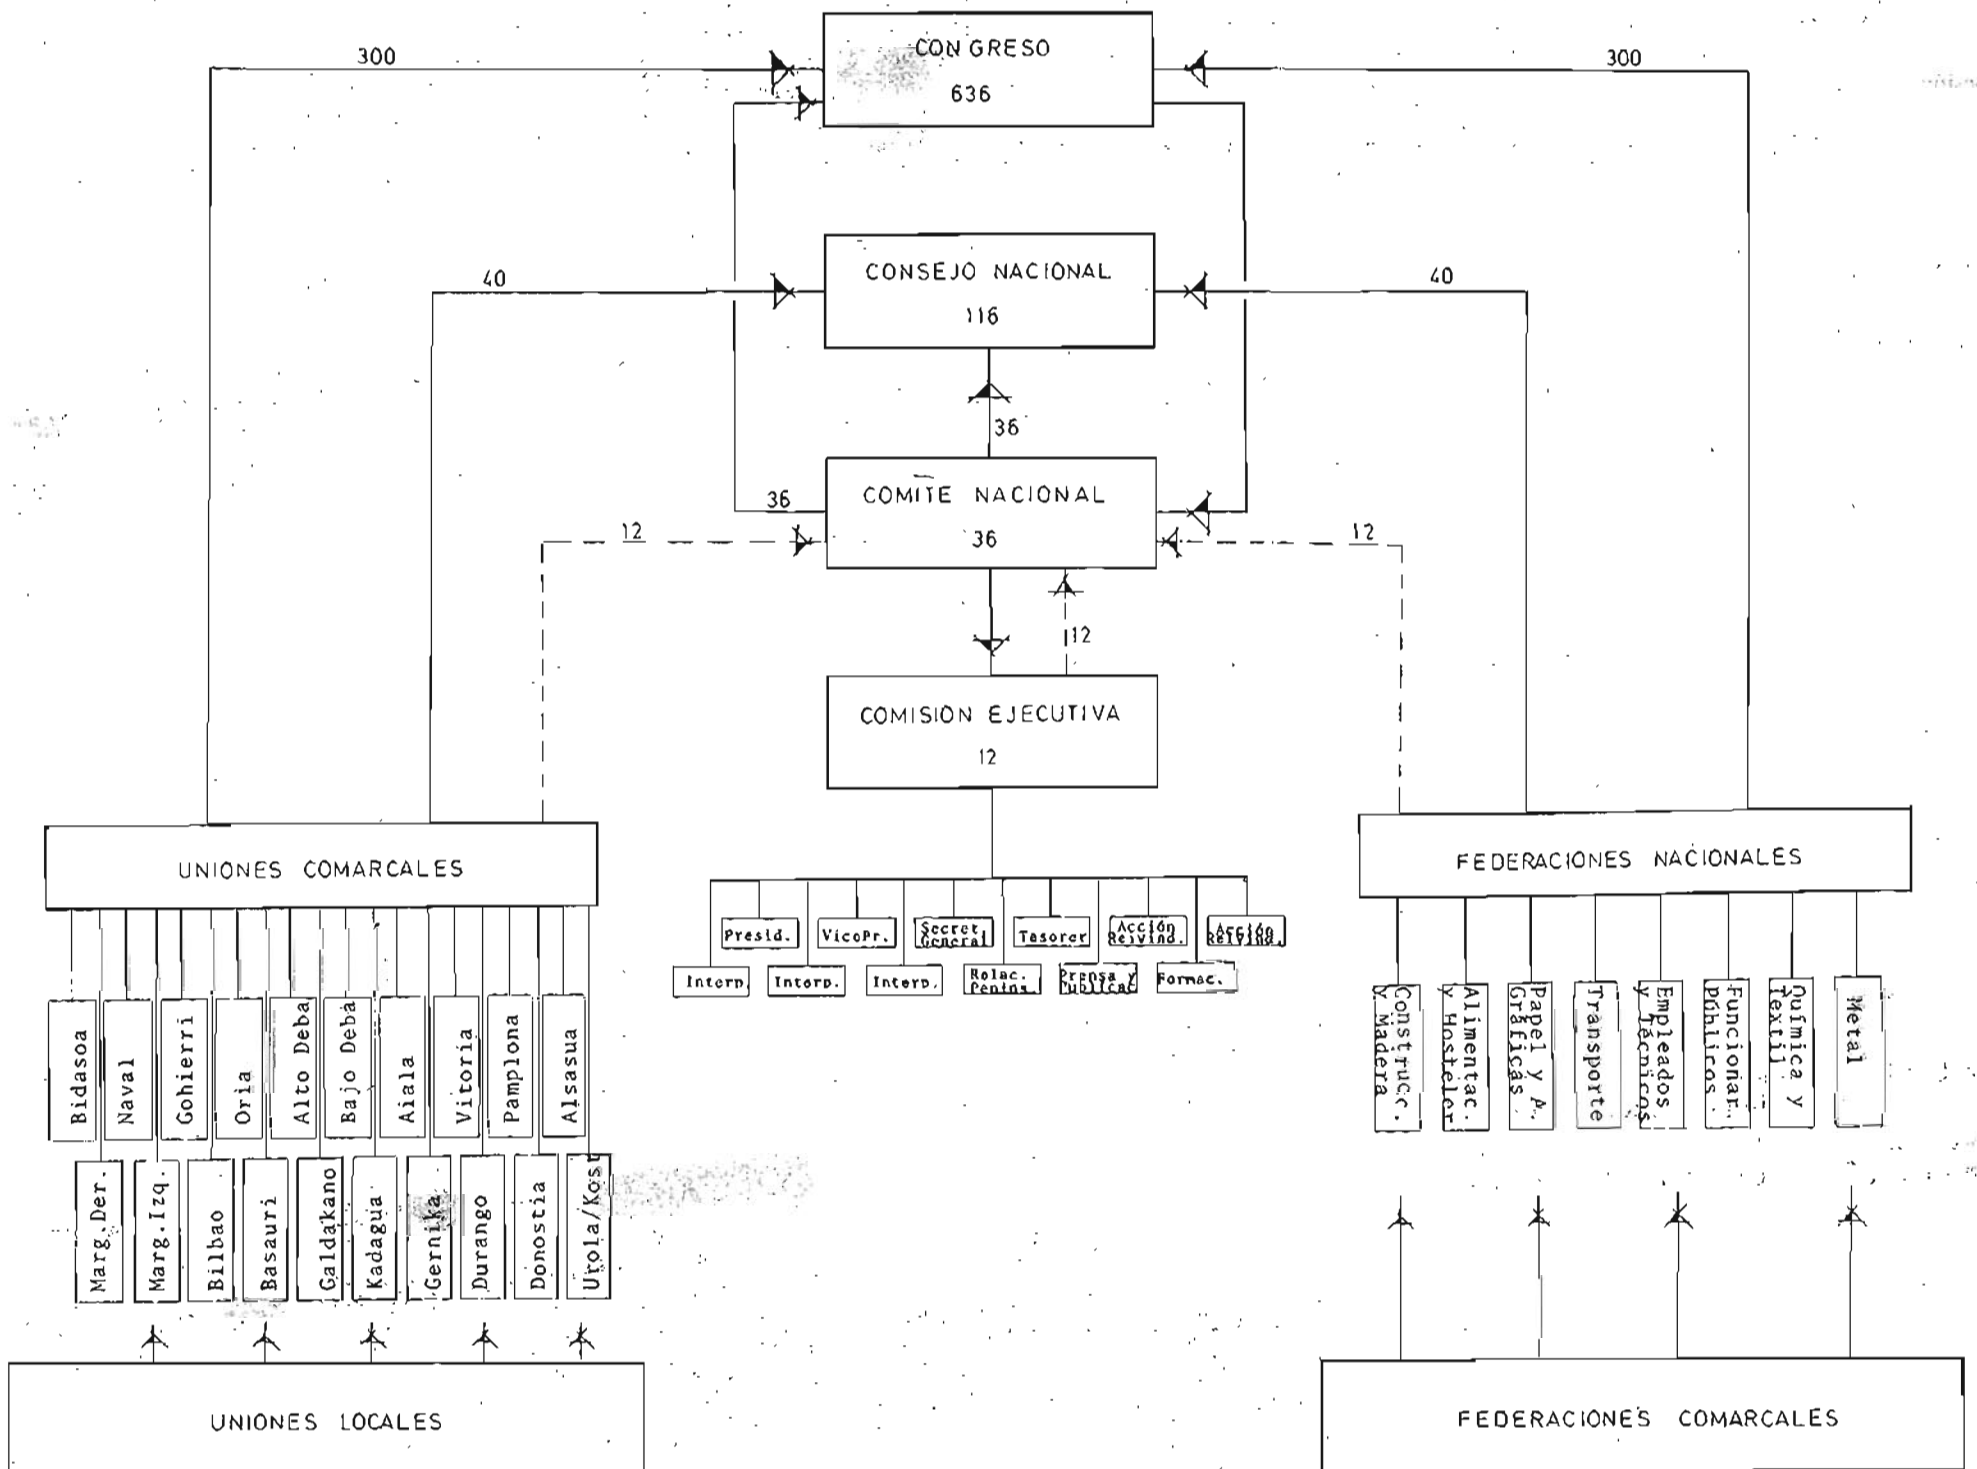 CONGRESO
636
300
300
CONSEJO NACIONAL
116
40
40
36
COMITE NACIONAL
36
36
12
12
12
COMISION EJECUTIVA
12
UNIONES COMARCALES
FEDERACIONES NACIONALES
Presid.
VicePr.
Secret.
General
Tesorer
Acción
Reivind.
Acción
Reivind.
Interp.
Interp.
Interp.
Relac.
Penins.
Prensa y
Publicac
Formac.
Bidasoa
Naval
Gohierri
Oria
Alto Deba
Bajo Deba
Aiala
Vitoria
Pamplona
Alsasua
Marg.Der.
Marg.Izq.
Bilbao
Basauri
Galdakano
Kadagua
Gernika
Durango
Donostia
Urola/Kost
Construcc.
y Madera
Alimentac.
y Hosteler
Papel y A.
Gráficas
Transporte
Empleados
y Técnicos
Funcionar.
Públicos
Química y
Textil
Metal
UNIONES LOCALES
FEDERACIONES COMARCALES